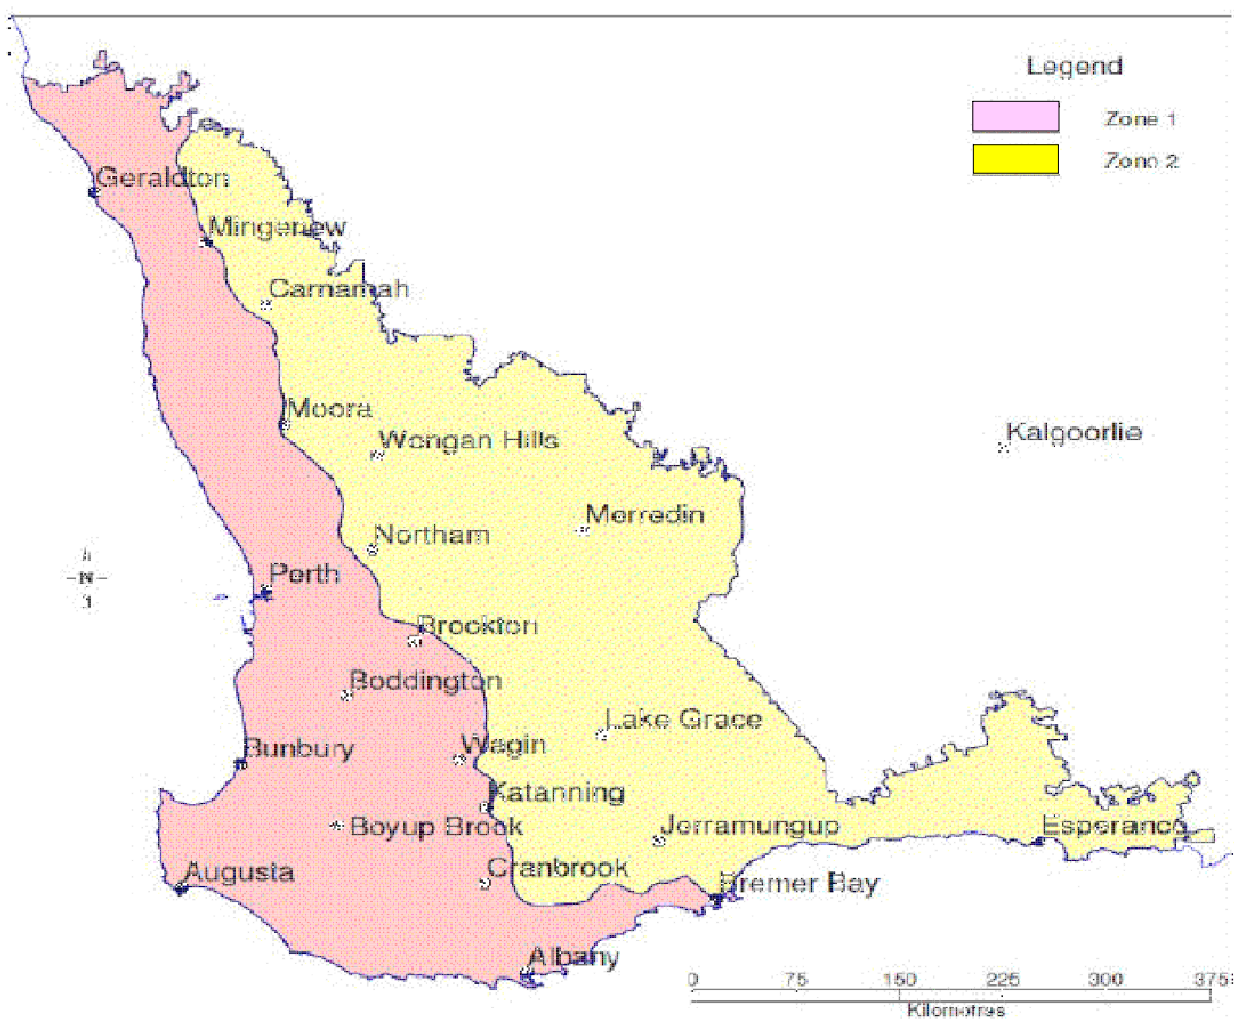 Legend
Zone 1
Zone 2
Geraldton
Mingenew
Carnamah
Moora
Wongan Hills
Kalgoorlie
Merredin
Northam
N
Perth
Brookton
Boddington
Lake Grace
Bunbury
Wagin
Katanning
Boyup Brook
Jerramungup
Esperance
Augusta
Cranbrook
Bremer Bay
Albany
0 75 150 225 300 375
Kilometres